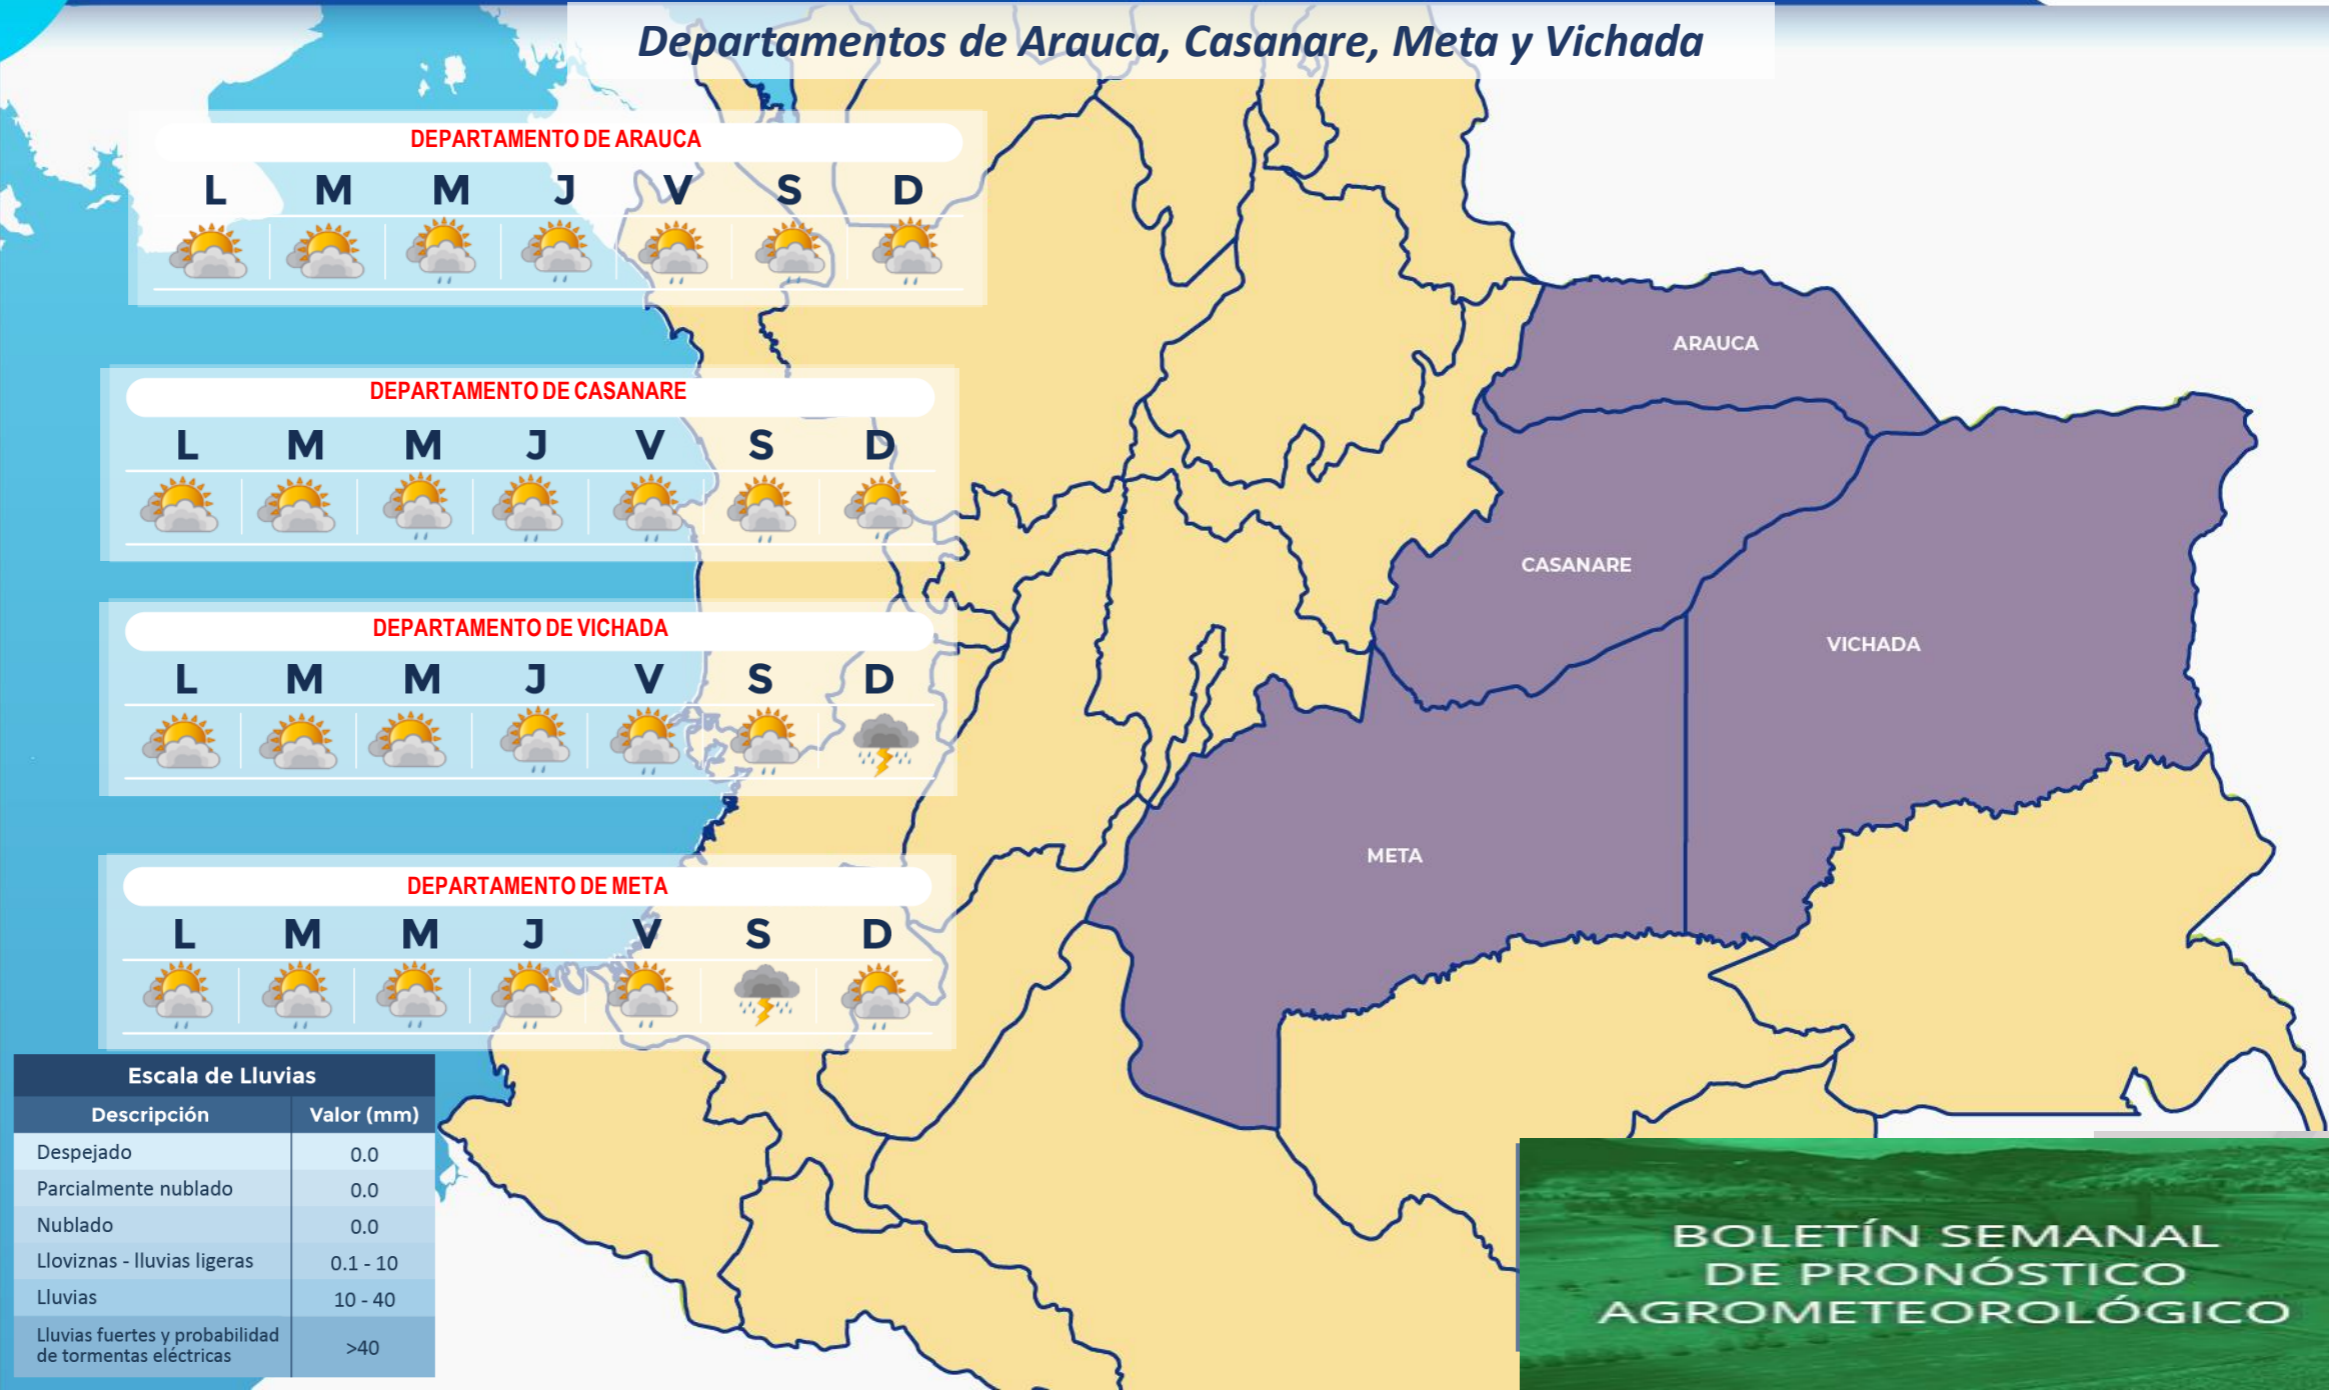 Departamentos de Arauca, Casanare, Meta y Vichada
DEPARTAMENTO DE ARAUCA
L M M J V S D
DEPARTAMENTO DE CASANARE
L M M J V S D
DEPARTAMENTO DE VICHADA
L M M J V S D
DEPARTAMENTO DE META
L M M J V S D
ARAUCA
CASANARE
VICHADA
META
Escala de Lluvias
Descripción Valor (mm)
Despejado 0.0
Parcialmente nublado 0.0
Nublado 0.0
Lloviznas - lluvias ligeras 0.1 - 10
Lluvias 10 - 40
Lluvias fuertes y probabilidad
de tormentas eléctricas >40
BOLETÍN SEMANAL
DE PRONÓSTICO
AGROMETEOROLÓGICO